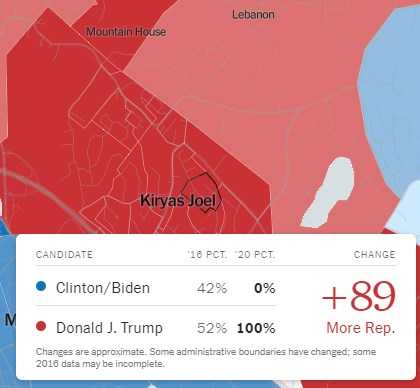 Lebanon
Mountain House
Kiryas Joel
M
CANDIDATE '16 PCT. '20 PCT. CHANGE
Clinton/Biden 42% 0%
+89
Donald J. Trump 52% 100%
More Rep.
Changes are approximate. Some administrative boundaries have changed; some
2016 data may be incomplete.